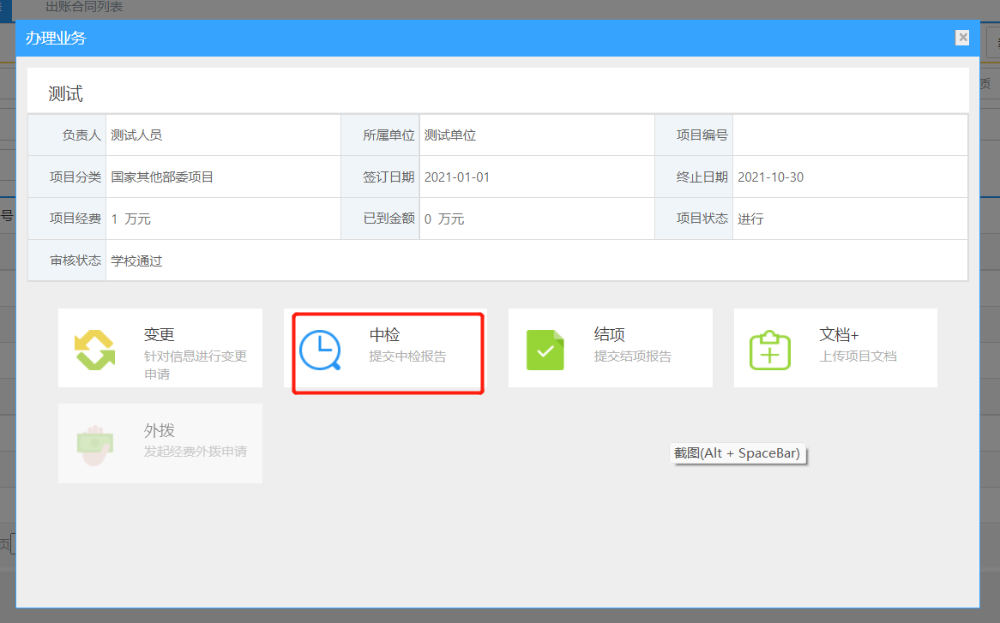 出账合同列表
办理业务
测试
负责人 测试人员 所属单位 测试单位 项目编号
项目分类 国家其他部委项目 签订日期 2021-01-01 终止日期 2021-10-30
项目经费 1 万元 已到金额 0 万元 项目状态 进行
审核状态 学校通过
变更
针对信息进行变更
申请
中检
提交中检报告
结项
提交结项报告
文档+
上传项目文档
外拨
发起经费外拨申请
截图(Alt + SpaceBar)
号
页
页